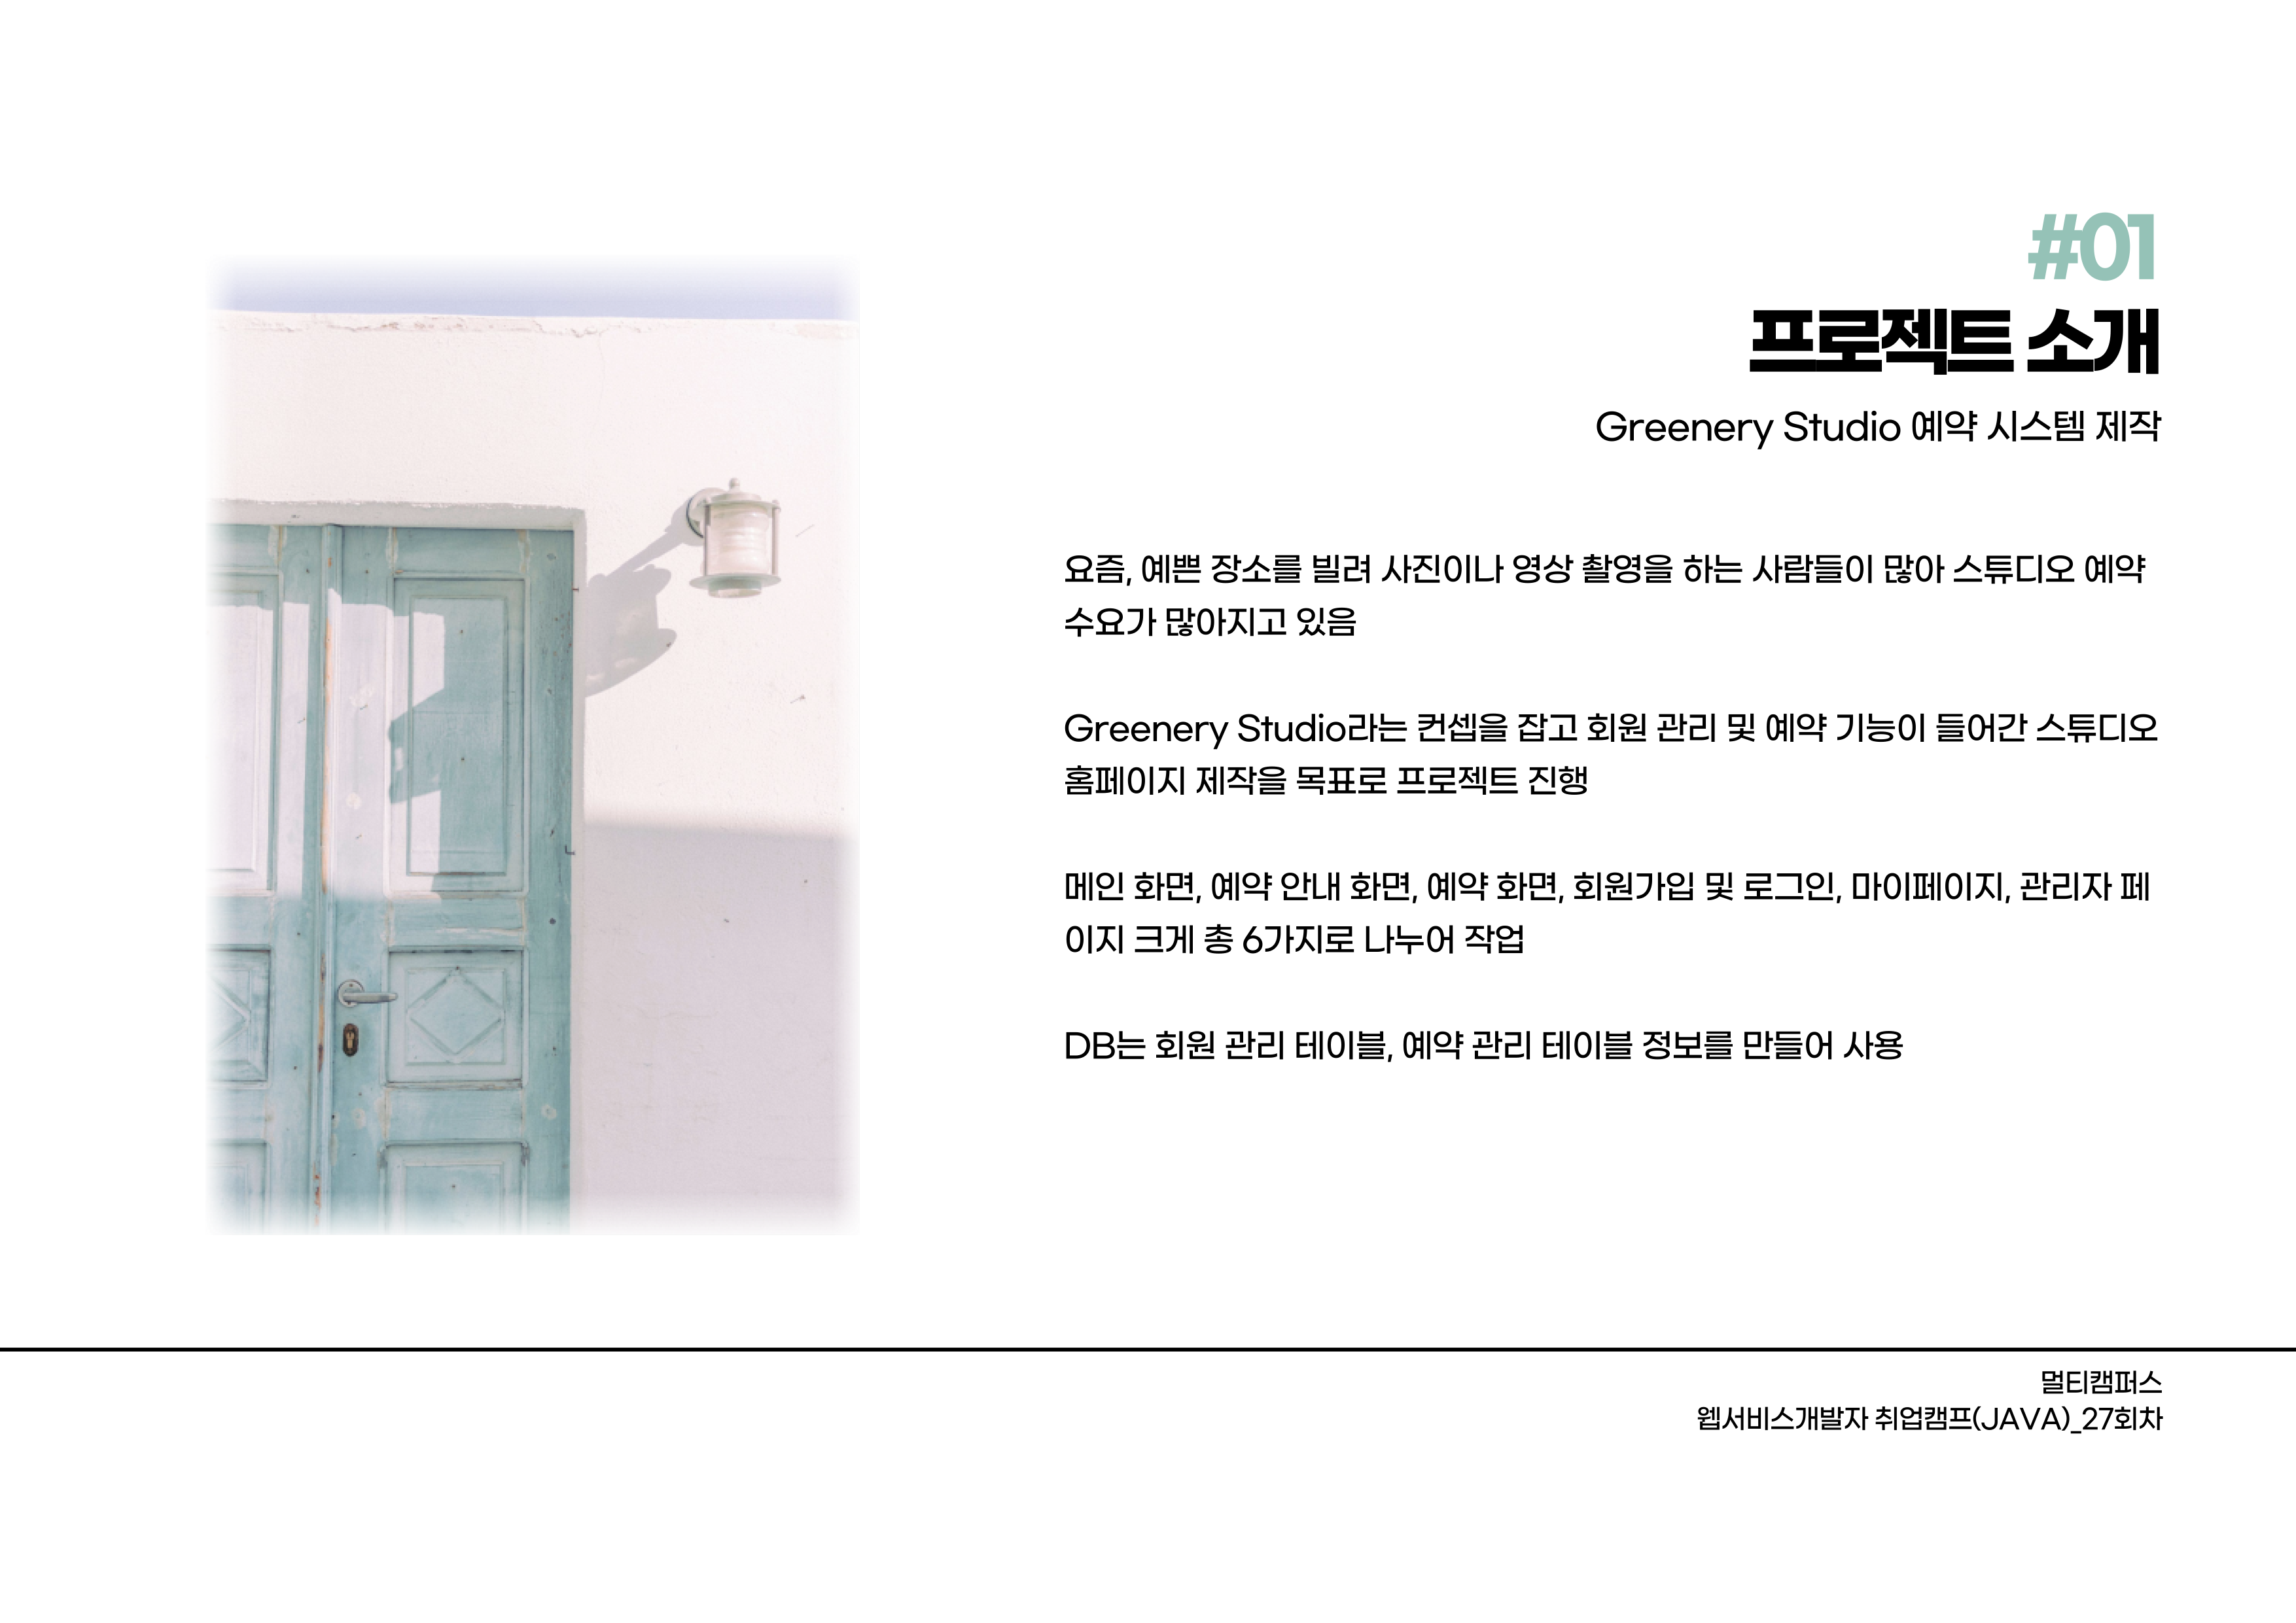 #01
프로젝트 소개
Greenery Studio 예약 시스템 제작
요즘, 예쁜 장소를 빌려 사진이나 영상 촬영을 하는 사람들이 많아 스튜디오 예약
수요가 많아지고 있음
Greenery Studio라는 컨셉을 잡고 회원 관리 및 예약 기능이 들어간 스튜디오
홈페이지 제작을 목표로 프로젝트 진행
메인 화면, 예약 안내 화면, 예약 화면, 회원가입 및 로그인, 마이페이지, 관리자 페
이지 크게 총 6가지로 나누어 작업
DB는 회원 관리 테이블, 예약 관리 테이블 정보를 만들어 사용
멀티캠퍼스
웹서비스개발자 취업캠프(JAVA)_27회차